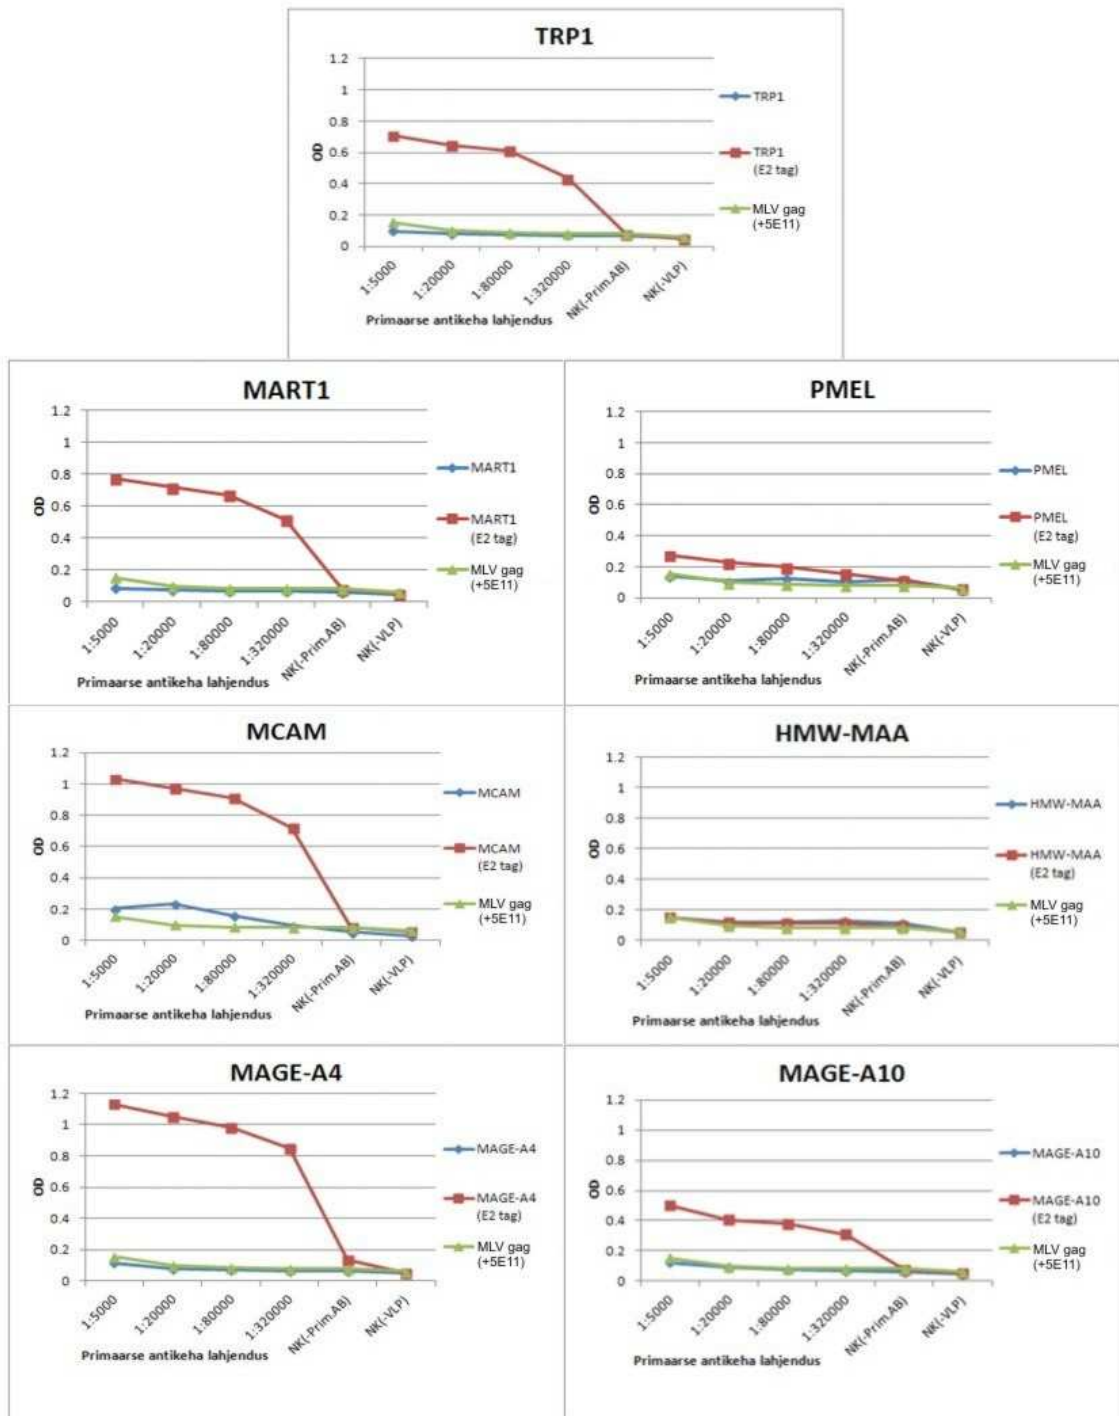 TRP1
1.2
1
0.8
0.6
0.4
0.2
0
OD
1:5000
1:20000
1:80000
1:320000
NK(-Prim.AB)
NK(-VLP)
Primaarse antikeha lahjendus
TRP1
TRP1
(E2 tag)
MLV gag
(+5E11)
MART1
1.2
1
0.8
0.6
0.4
0.2
0
OD
1:5000
1:20000
1:80000
1:320000
NK(-Prim.AB)
NK(-VLP)
Primaarse antikeha lahjendus
MART1
MART1
(E2 tag)
MLV gag
(+5E11)
PMEL
1.2
1
0.8
0.6
0.4
0.2
0
OD
1:5000
1:20000
1:80000
1:320000
NK(-Prim.AB)
NK(-VLP)
Primaarse antikeha lahjendus
PMEL
PMEL
(E2 tag)
MLV gag
(+5E11)
MCAM
1.2
1
0.8
0.6
0.4
0.2
0
OD
1:5000
1:20000
1:80000
1:320000
NK(-Prim.AB)
NK(-VLP)
Primaarse antikeha lahjendus
MCAM
MCAM
(E2 tag)
MLV gag
(+5E11)
HMW-MAA
1.2
1
0.8
0.6
0.4
0.2
0
OD
1:5000
1:20000
1:80000
1:320000
NK(-Prim.AB)
NK(-VLP)
Primaarse antikeha lahjendus
HMW-MAA
HMW-MAA
(E2 tag)
MLV gag
(+5E11)
MAGE-A4
1.2
1
0.8
0.6
0.4
0.2
0
OD
1:5000
1:20000
1:80000
1:320000
NK(-Prim.AB)
NK(-VLP)
Primaarse antikeha lahjendus
MAGE-A4
MAGE-A4
(E2 tag)
MLV gag
(+5E11)
MAGE-A10
1.2
1
0.8
0.6
0.4
0.2
0
OD
1:5000
1:20000
1:80000
1:320000
NK(-Prim.AB)
NK(-VLP)
Primaarse antikeha lahjendus
MAGE-A10
MAGE-A10
(E2 tag)
MLV gag
(+5E11)